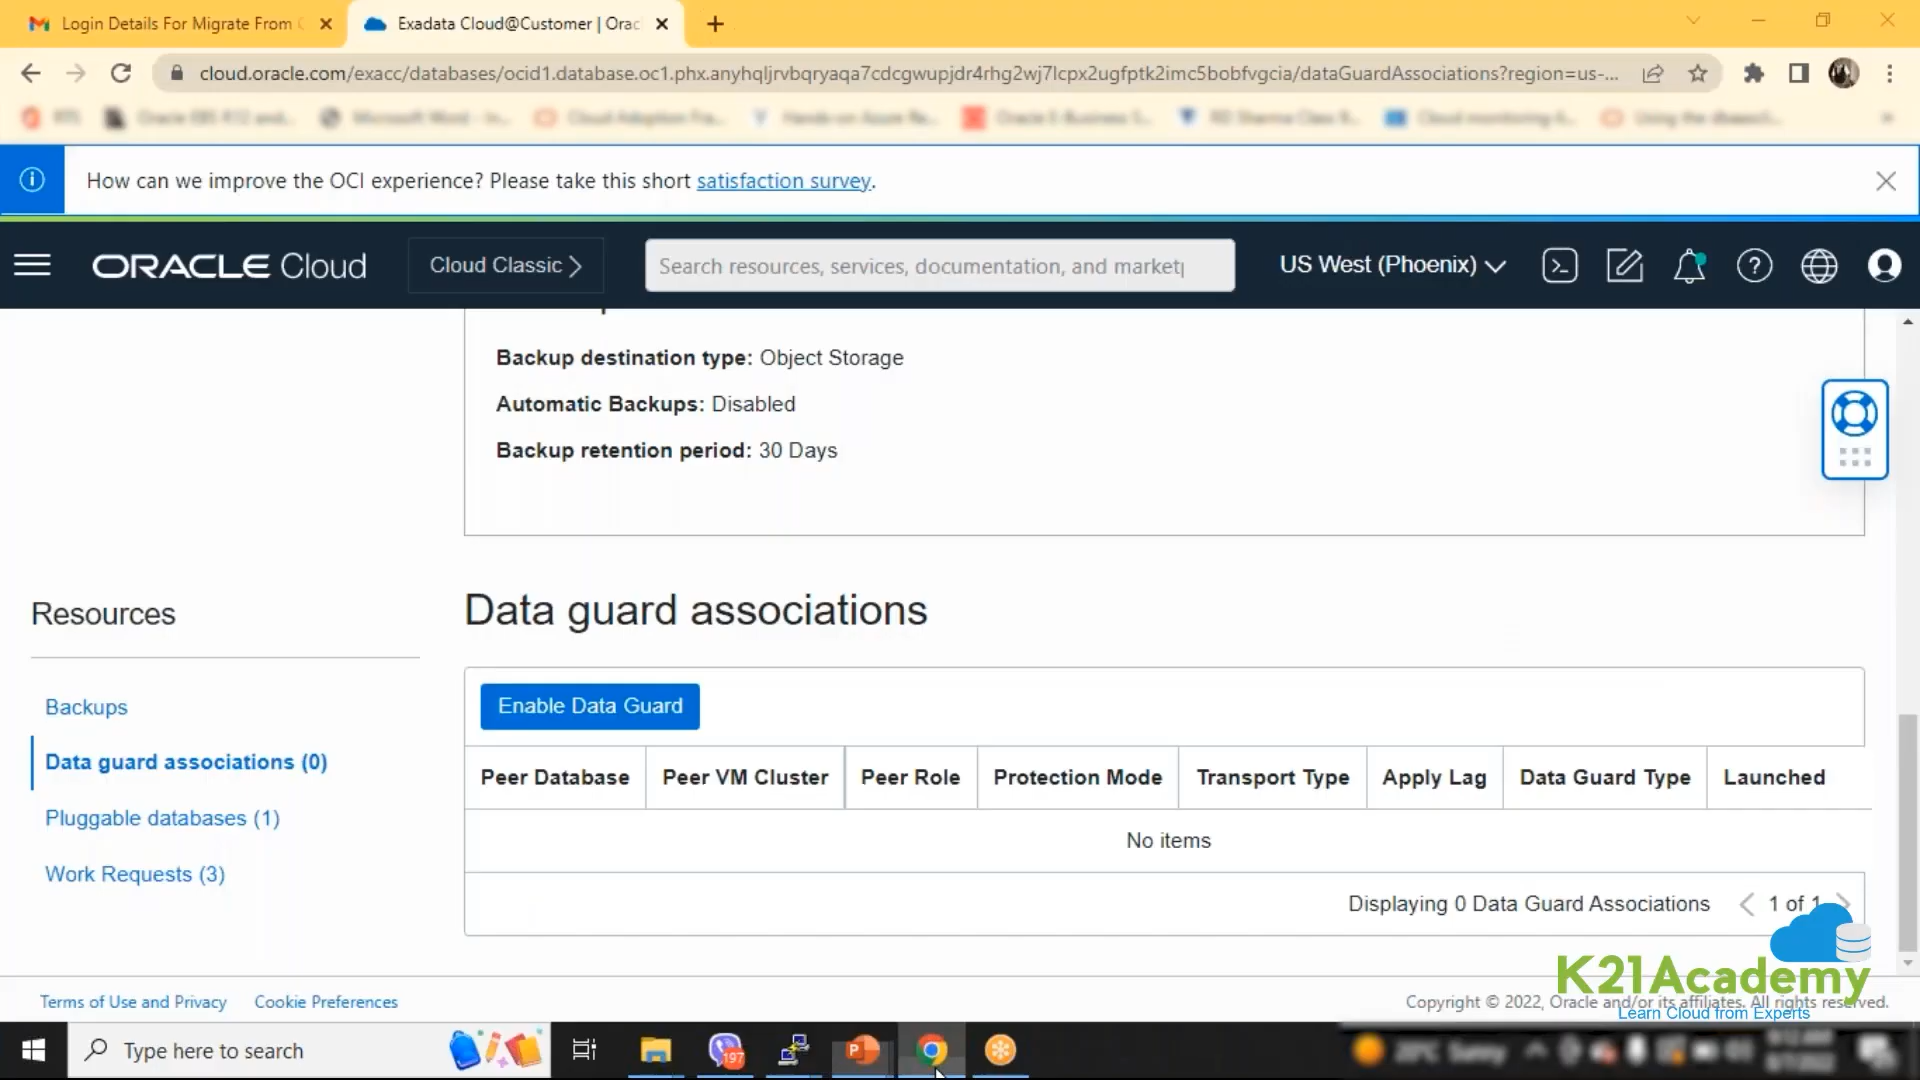 Login Details For Migrate From
Exadata Cloud@Customer | Orac
cloud.oracle.com/exacc/databases/ocid1.database.oc1.phx.anyhqljrvbqryaqa7cdcgwupjdr4rhg2wj7lcpx2ugfptk2imc5bobfvgcia/dataGuardAssociations?region=us-...
How can we improve the OCI experience? Please take this short satisfaction survey.
ORACLE Cloud
Cloud Classic
Search resources, services, documentation, and market
US West (Phoenix)
Backup destination type: Object Storage
Automatic Backups: Disabled
Backup retention period: 30 Days
Resources
Data guard associations
Enable Data Guard
Backups
Data guard associations (0)
Pluggable databases (1)
Work Requests (3)
Peer Database Peer VM Cluster Peer Role Protection Mode Transport Type Apply Lag Data Guard Type Launched
No items
Displaying 0 Data Guard Associations 1 of 1
K21Academy
Learn Cloud from Experts
Terms of Use and Privacy Cookie Preferences
Copyright © 2022, Oracle and/or its affiliates. All rights reserved.
Type here to search
197